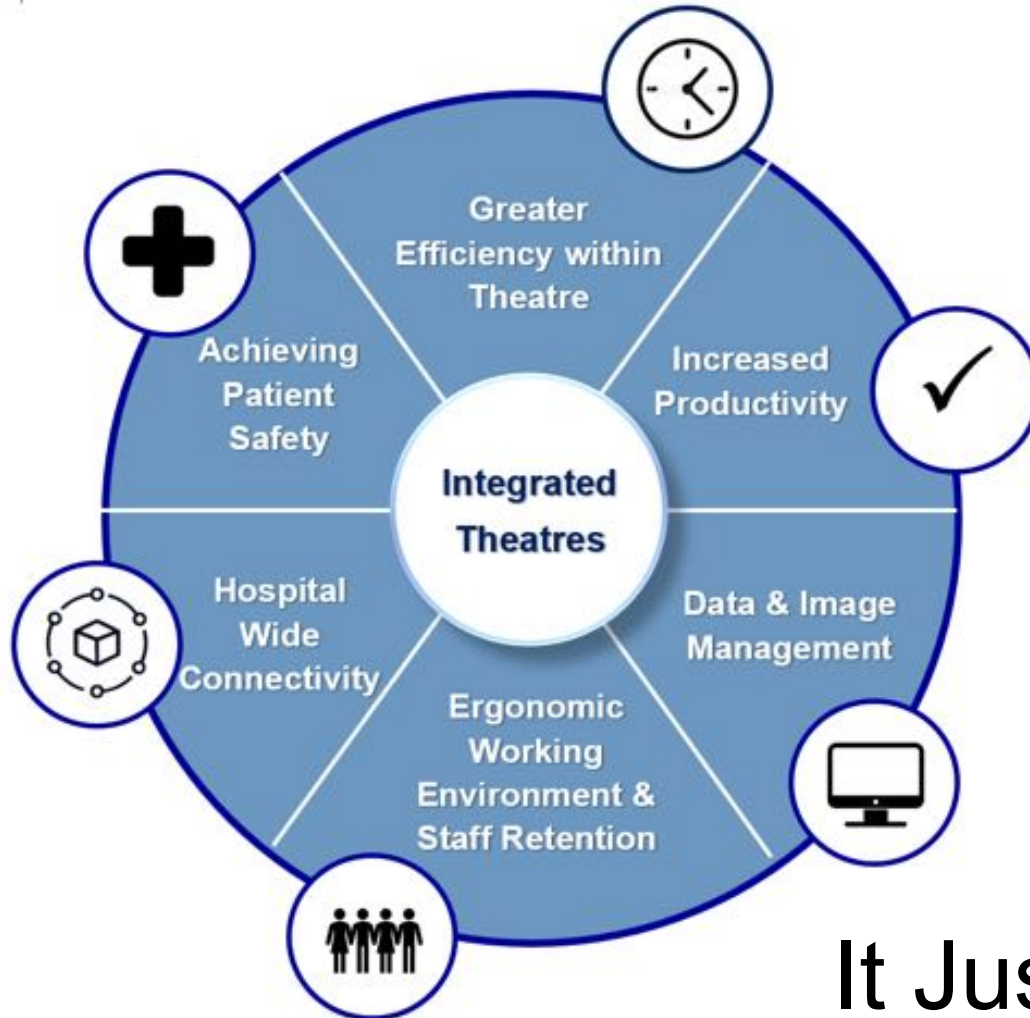 Greater
Efficiency within
Theatre
Increased
Productivity
Data & Image
Management
Ergonomic
Working
Environment &
Staff Retention
Hospital
Wide
Connectivity
Achieving
Patient
Safety
Integrated
Theatres
It